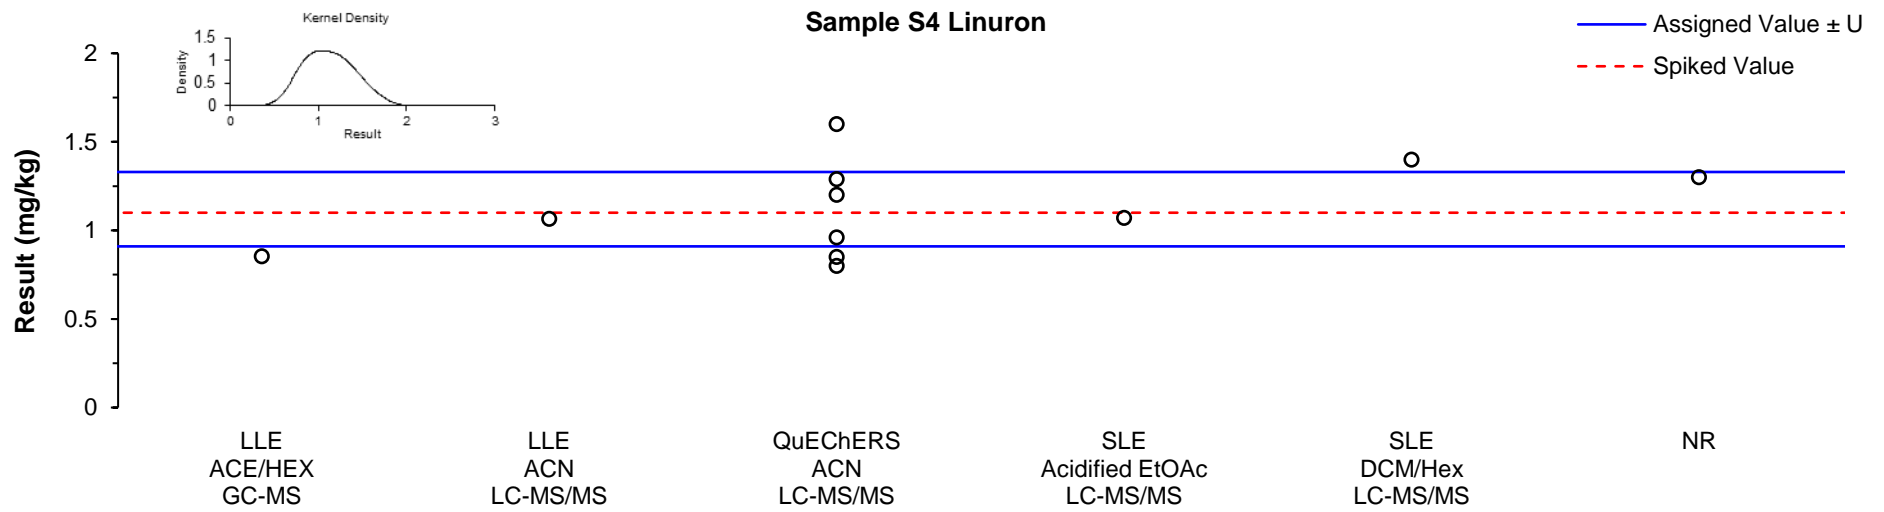 Sample S4 Linuron
Assigned Value ± U
Spiked Value
Kernel Density
Density
1.5
1
0.5
0
0
1
2
3
Result
Result (mg/kg)
2
1.5
1
0.5
0
LLE
ACE/HEX
GC-MS
LLE
ACN
LC-MS/MS
QuEChERS
ACN
LC-MS/MS
SLE
Acidified EtOAc
LC-MS/MS
SLE
DCM/Hex
LC-MS/MS
NR